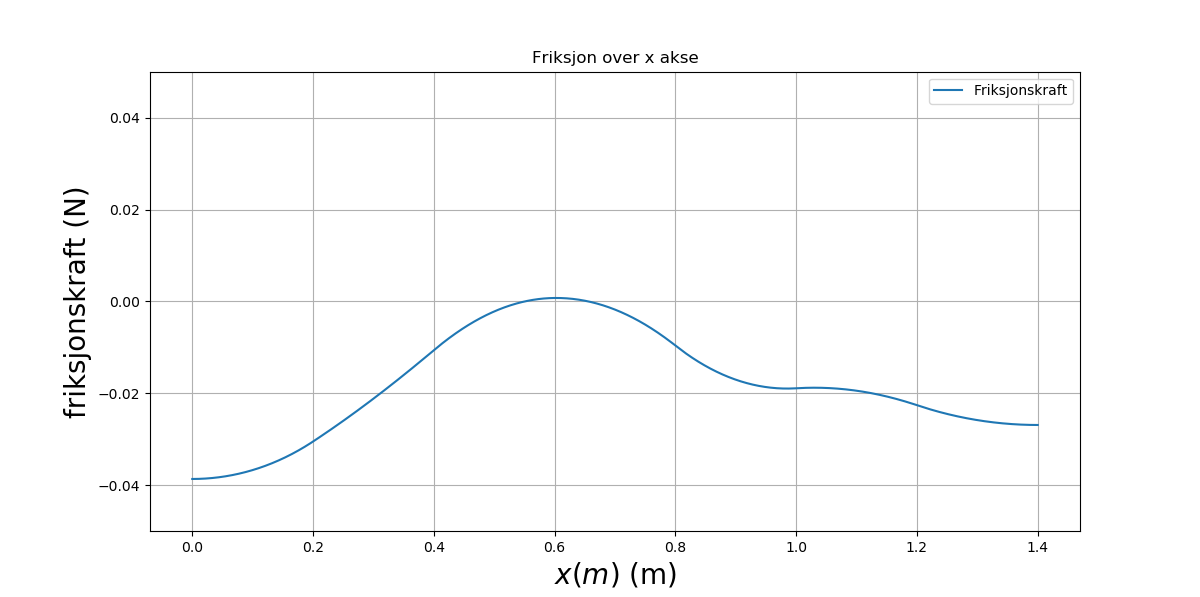 Friksjon over x akse
Friksjonskraft
friksjonskraft (N)
0.04
0.02
0.00
−0.02
−0.04
0.0 0.2 0.4 0.6 0.8 1.0 1.2 1.4
x(m) (m)